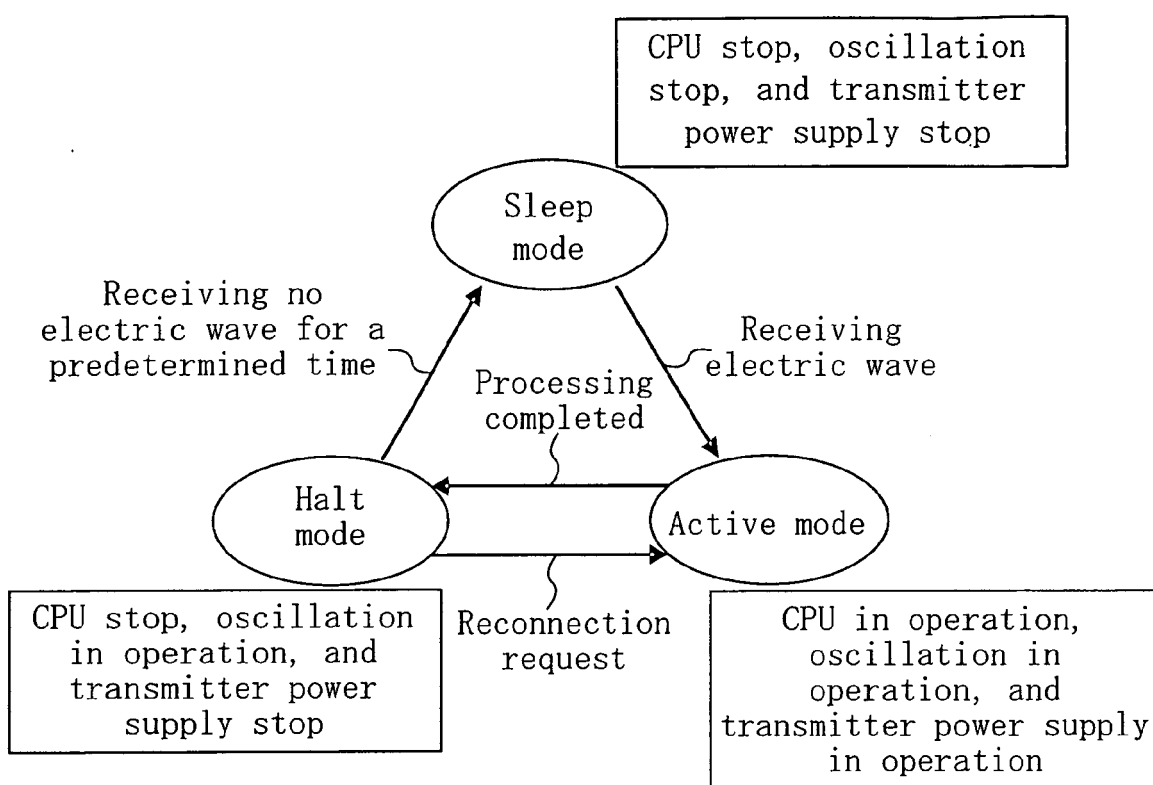 CPU stop, oscillation
stop, and transmitter
power supply stop
Sleep
mode
Receiving no
electric wave for a
predetermined time
Receiving
electric wave
Processing
completed
Halt
mode
Active mode
CPU stop, oscillation
in operation, and
transmitter power
supply stop
Reconnection
request
CPU in operation,
oscillation in
operation, and
transmitter power supply
in operation